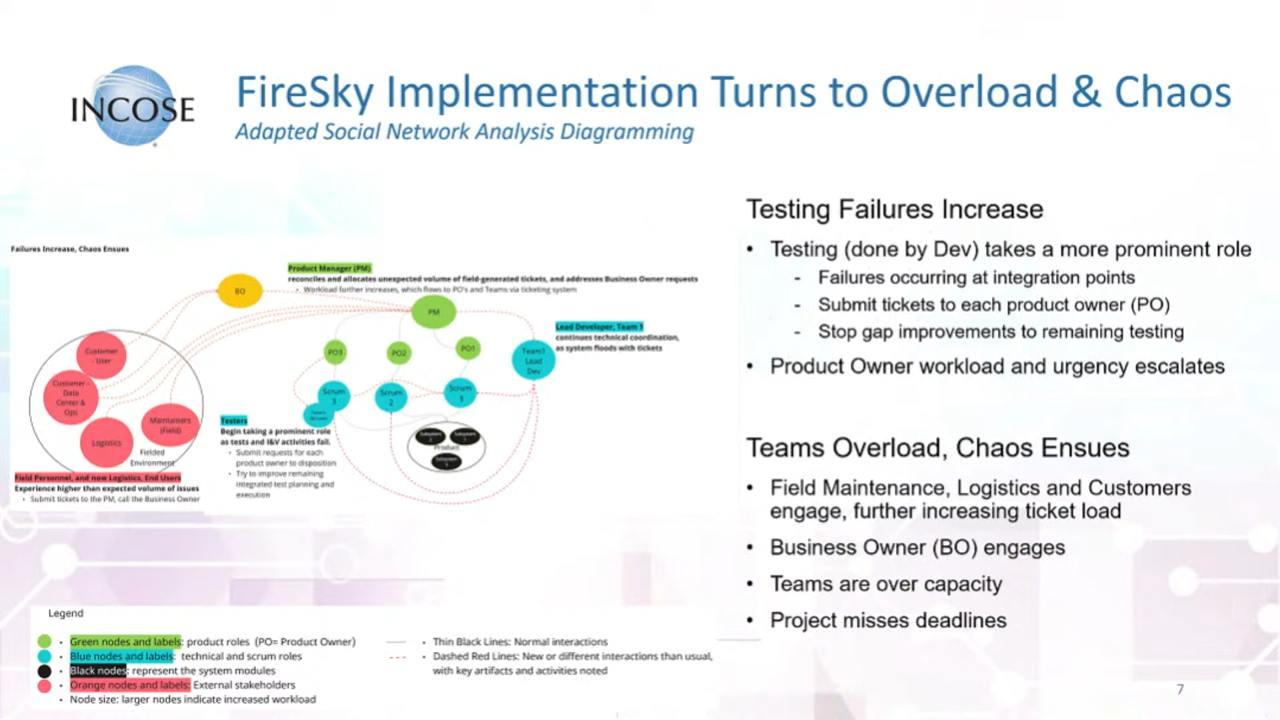 INCOSE
FireSky Implementation Turns to Overload & Chaos
Adapted Social Network Analysis Diagramming
Failures Increase, Chaos Ensues
Product Manager (PM)
reconciles and allocates unexpected volume of field-generated tickets, and addresses Business Owner requests
• Workload further increases, which flows to PO's and Teams via ticketing system
BO
PM
Lead Developer, Team 1
continues technical coordination,
as system floods with tickets
PO3
PO2
PO1
Team1
Lead
Dev
Customer
- User
Customer -
Data
Center &
Ops
Maintainers
(Field)
Logistics
Fielded
Environment
Scrum
3
Scrum
2
Scrum
1
Product
Testers
Begin taking a prominent role
as tests and I&V activities fail.
• Submit requests for each
product owner to disposition
• Try to improve remaining
integrated test planning and
execution
Field Personnel, and now Logistics, End Users
Experience higher than expected volume of issues
• Submit tickets to the PM, call the Business Owner
Testing Failures Increase
• Testing (done by Dev) takes a more prominent role
- Failures occurring at integration points
- Submit tickets to each product owner (PO)
- Stop gap improvements to remaining testing
• Product Owner workload and urgency escalates
Teams Overload, Chaos Ensues
• Field Maintenance, Logistics and Customers
engage, further increasing ticket load
• Business Owner (BO) engages
• Teams are over capacity
• Project misses deadlines
Legend
• Green nodes and labels: product roles (PO= Product Owner)
• Blue nodes and labels: technical and scrum roles
• Black nodes: represent the system modules
• Orange nodes and labels: External stakeholders
• Node size: larger nodes indicate increased workload
• Thin Black Lines: Normal interactions
• Dashed Red Lines: New or different interactions than usual,
with key artifacts and activities noted
7